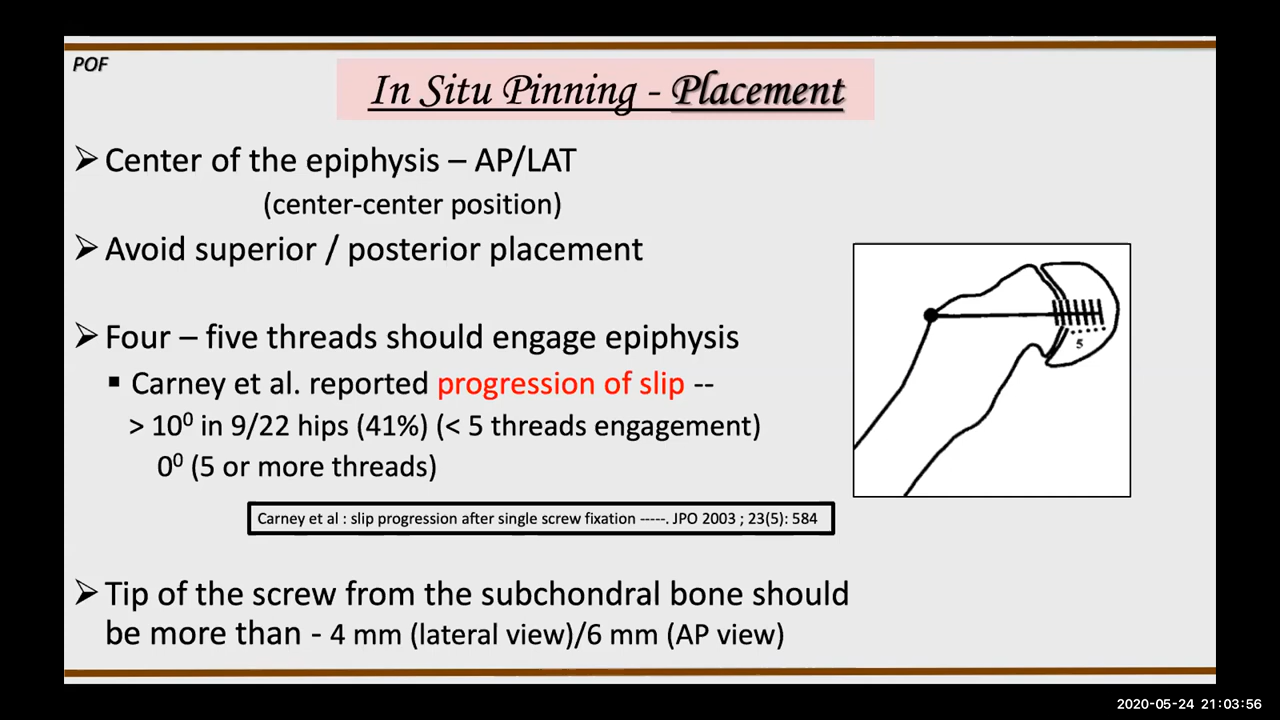 POF
In Situ Pinning - Placement
➢ Center of the epiphysis – AP/LAT
(center-center position)
➢ Avoid superior / posterior placement
➢ Four – five threads should engage epiphysis
▪ Carney et al. reported progression of slip --
> 10⁰ in 9/22 hips (41%) (< 5 threads engagement)
0⁰ (5 or more threads)
5
Carney et al : slip progression after single screw fixation -----. JPO 2003 ; 23(5): 584
➢ Tip of the screw from the subchondral bone should
be more than - 4 mm (lateral view)/6 mm (AP view)
2020-05-24 21:03:56